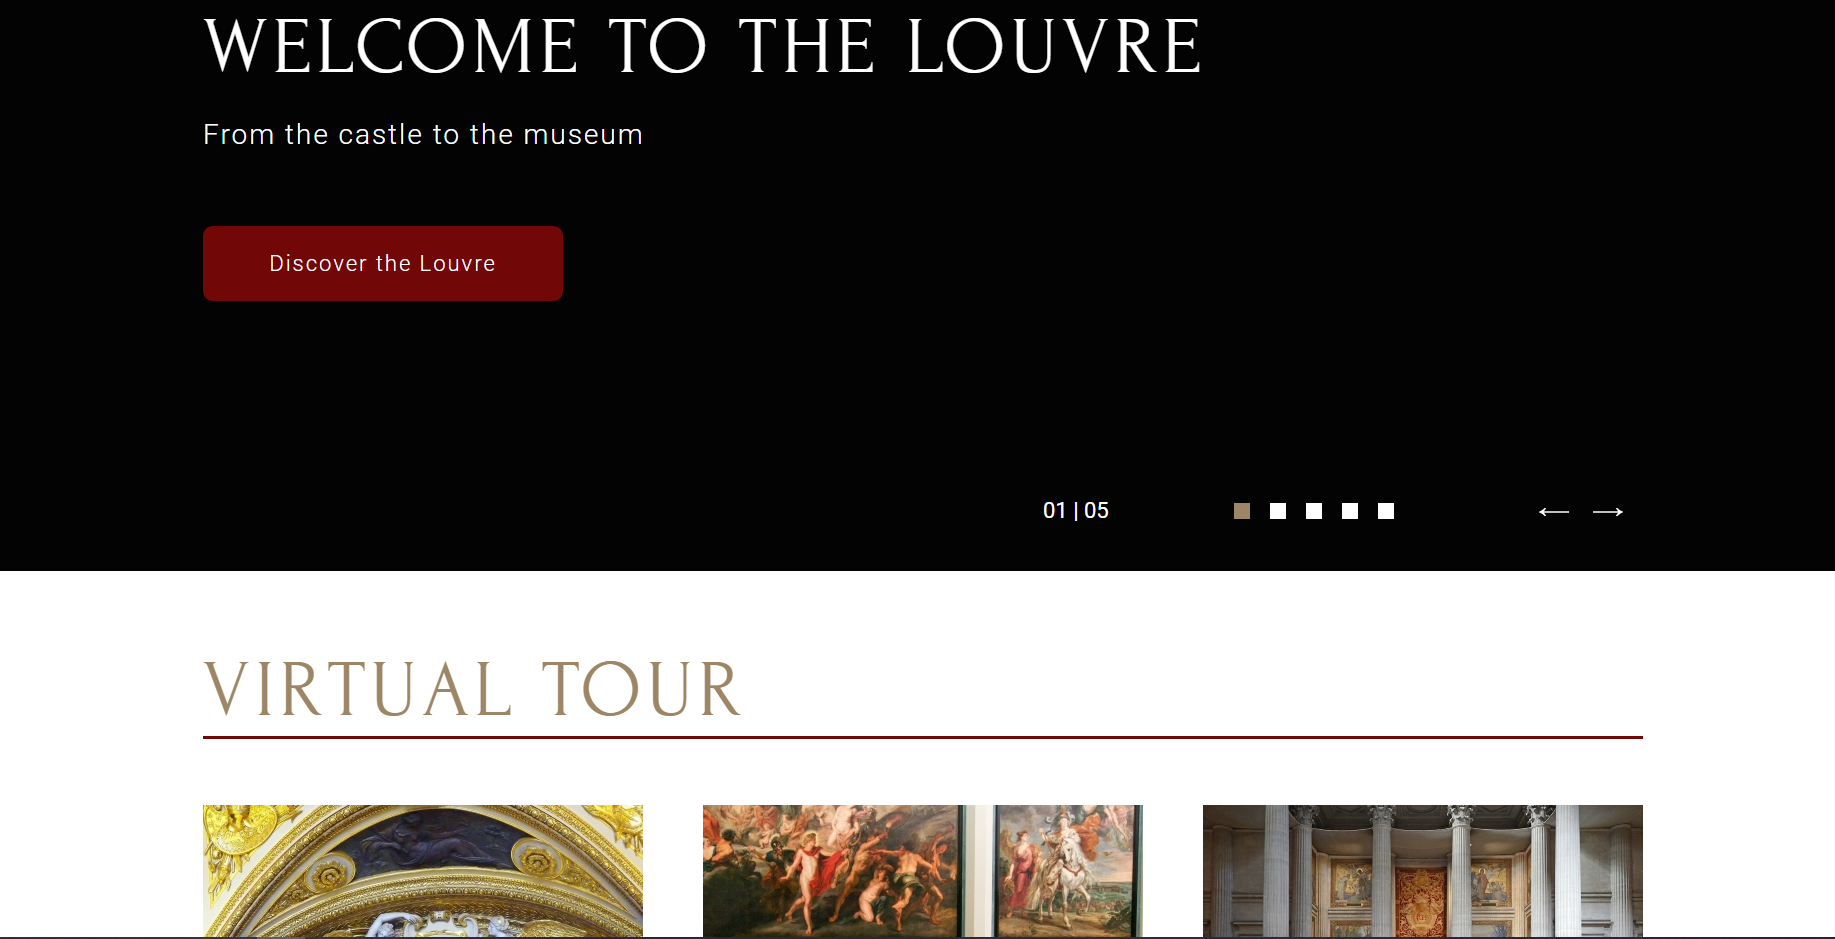 WELCOME TO THE LOUVRE
From the castle to the museum
Discover the Louvre
01 | 05
VIRTUAL TOUR